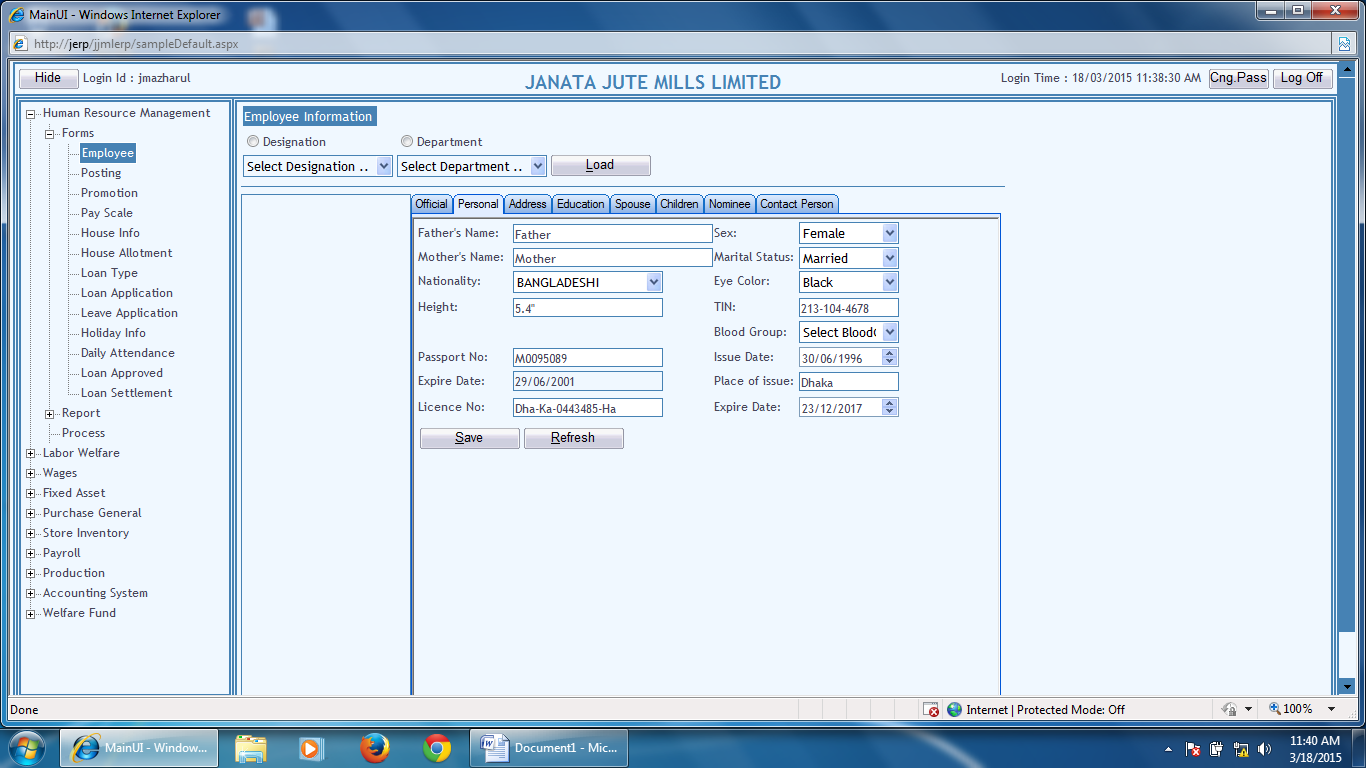 MainUI - Windows Internet Explorer
http://jerp/jjmlerp/sampleDefault.aspx
Hide Login Id : jmazharul JANATA JUTE MILLS LIMITED Login Time : 18/03/2015 11:38:30 AM Cng.Pass Log Off
Human Resource Management
Forms
Employee
Posting
Promotion
Pay Scale
House Info
House Allotment
Loan Type
Loan Application
Leave Application
Holiday Info
Daily Attendance
Loan Approved
Loan Settlement
Report
Process
Labor Welfare
Wages
Fixed Asset
Purchase General
Store Inventory
Payroll
Production
Accounting System
Welfare Fund
Employee Information
Designation Department
Select Designation .. Select Department .. Load
Official Personal Address Education Spouse Children Nominee Contact Person
Father's Name: Father Sex: Female
Mother's Name: Mother Marital Status: Married
Nationality: BANGLADESHI Eye Color: Black
Height: 5.4" TIN: 213-104-4678
Blood Group: Select Blood
Passport No: M0095089 Issue Date: 30/06/1996
Expire Date: 29/06/2001 Place of issue: Dhaka
Licence No: Dha-Ka-0443485-Ha Expire Date: 23/12/2017
Save Refresh
Done Internet | Protected Mode: Off 100%
MainUI - Window... Document1 - Mic... 11:40 AM
3/18/2015